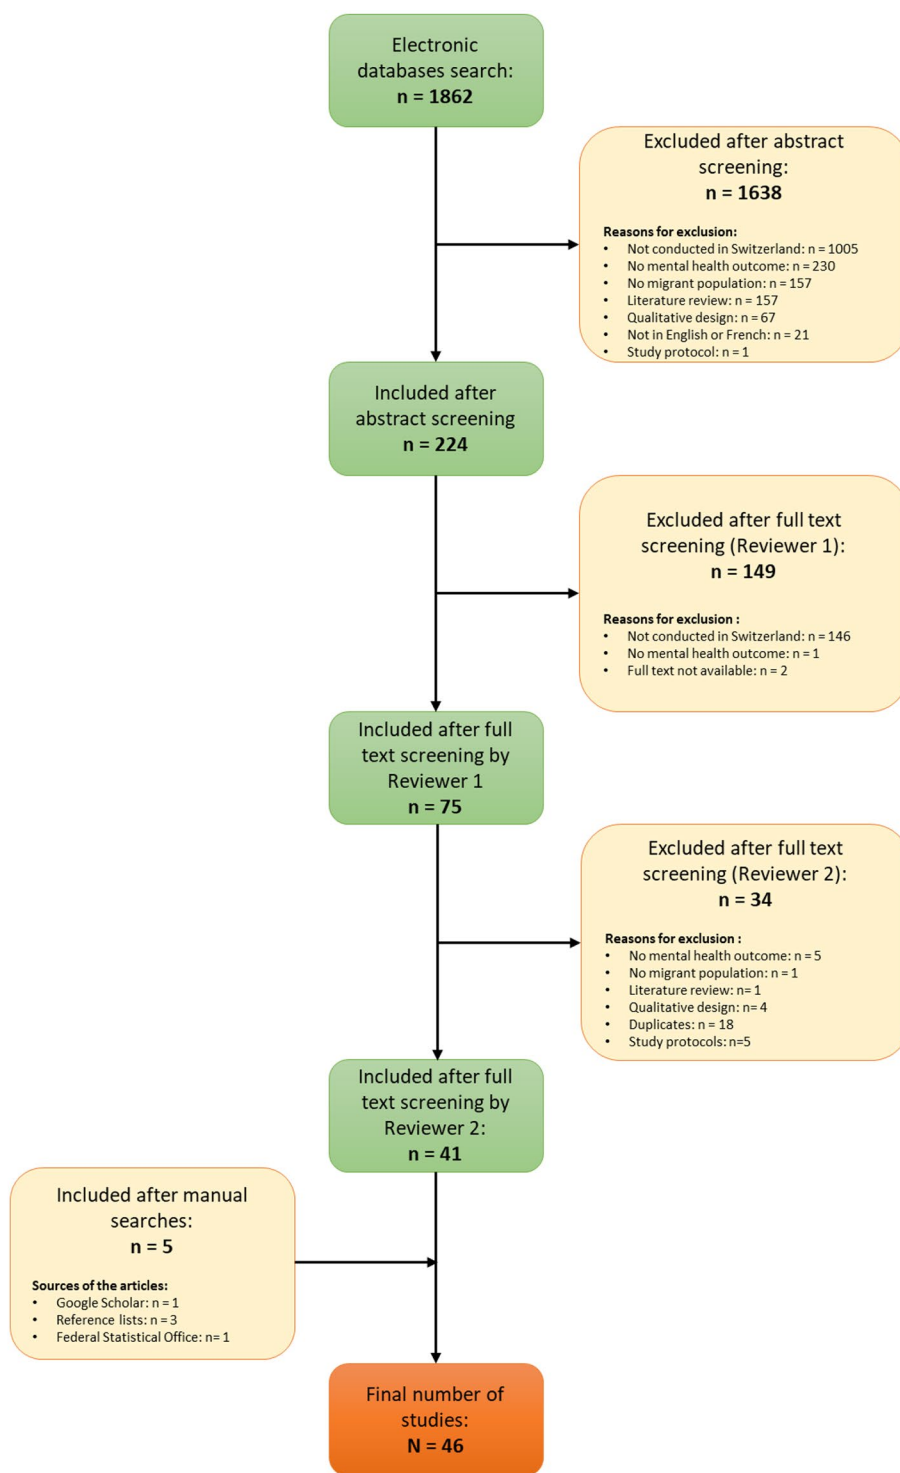 Electronic
databases search:
n = 1862
Excluded after abstract
screening:
n = 1638
Reasons for exclusion:
• Not conducted in Switzerland: n = 1005
• No mental health outcome: n = 230
• No migrant population: n = 157
• Literature review: n = 157
• Qualitative design: n = 67
• Not in English or French: n = 21
• Study protocol: n = 1
Included after
abstract screening
n = 224
Excluded after full text
screening (Reviewer 1):
n = 149
Reasons for exclusion :
• Not conducted in Switzerland: n = 146
• No mental health outcome: n = 1
• Full text not available: n = 2
Included after full
text screening by
Reviewer 1
n = 75
Excluded after full text
screening (Reviewer 2):
n = 34
Reasons for exclusion :
• No mental health outcome: n = 5
• No migrant population: n = 1
• Literature review: n= 1
• Qualitative design: n= 4
• Duplicates: n = 18
• Study protocols: n=5
Included after full
text screening by
Reviewer 2:
n = 41
Included after manual
searches:
n = 5
Sources of the articles:
• Google Scholar: n = 1
• Reference lists: n = 3
• Federal Statistical Office: n= 1
Final number of
studies:
N = 46